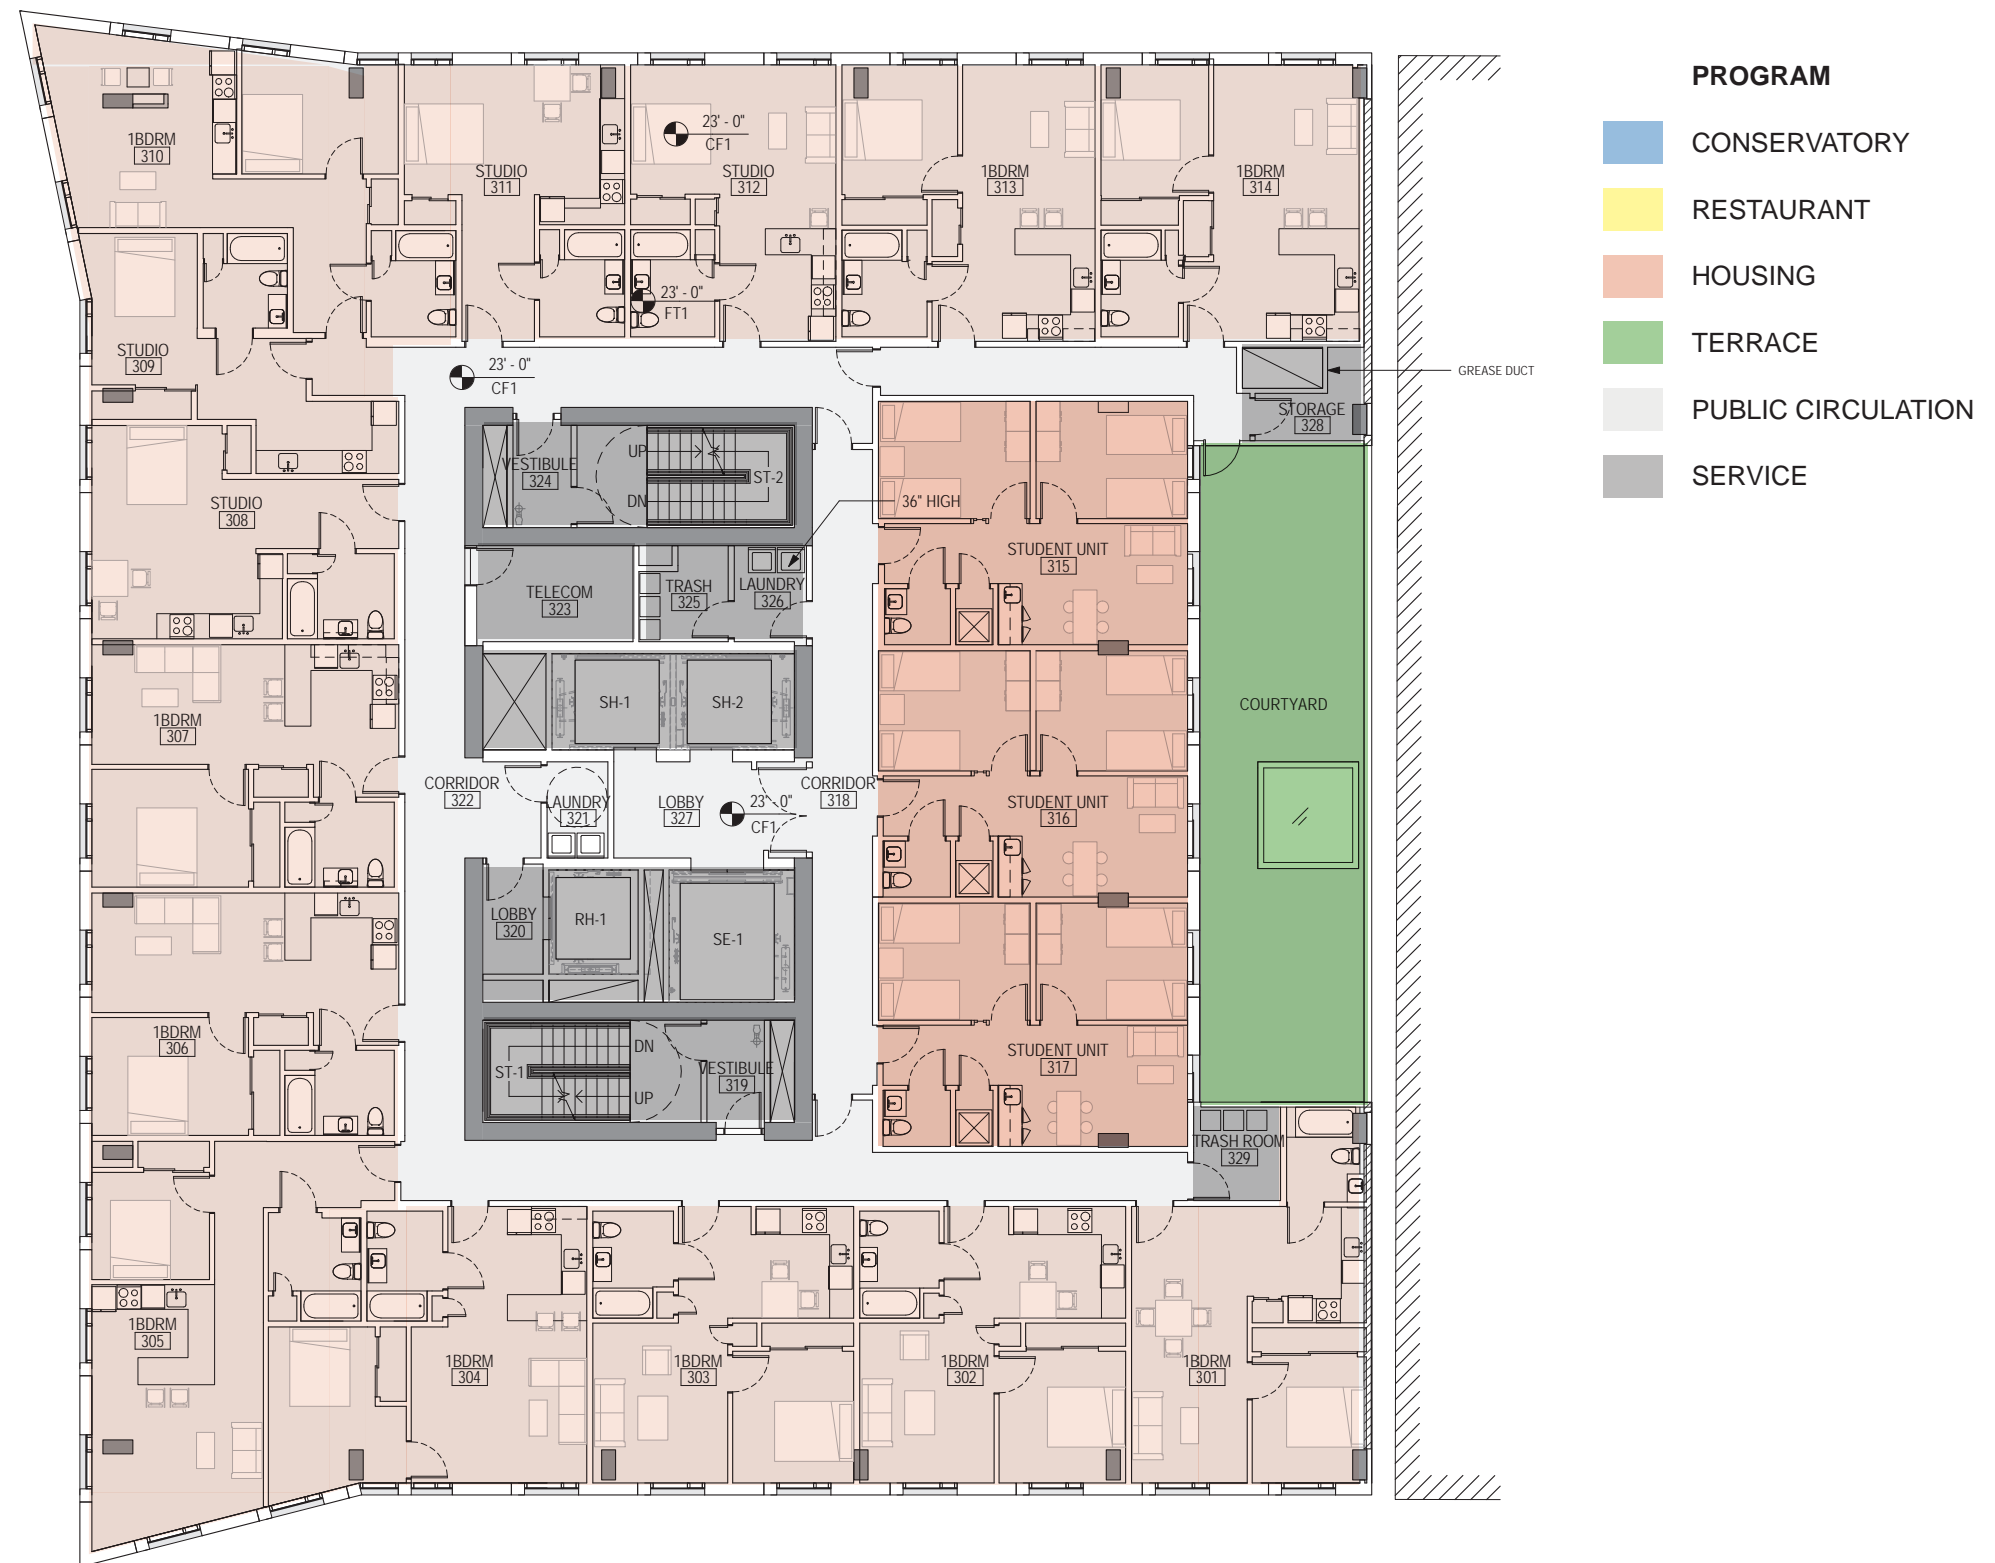 PROGRAM
CONSERVATORY
RESTAURANT
HOUSING
TERRACE
PUBLIC CIRCULATION
SERVICE
1BDRM
310
STUDIO
311
23' - 0"
CF1
STUDIO
312
1BDRM
313
1BDRM
314
23' - 0"
FT1
STUDIO
309
23' - 0"
CF1
GREASE DUCT
STORAGE
328
VESTIBULE
324
UP
DN
ST-2
36" HIGH
STUDIO
308
STUDENT UNIT
315
TELECOM
323
TRASH
325
LAUNDRY
326
1BDRM
307
SH-1
SH-2
COURTYARD
CORRIDOR
322
LAUNDRY
321
LOBBY
327
23' - 0"
CF1
CORRIDOR
318
STUDENT UNIT
316
LOBBY
320
RH-1
SE-1
1BDRM
306
ST-1
DN
UP
VESTIBULE
319
STUDENT UNIT
317
TRASH ROOM
329
1BDRM
305
1BDRM
304
1BDRM
303
1BDRM
302
1BDRM
301